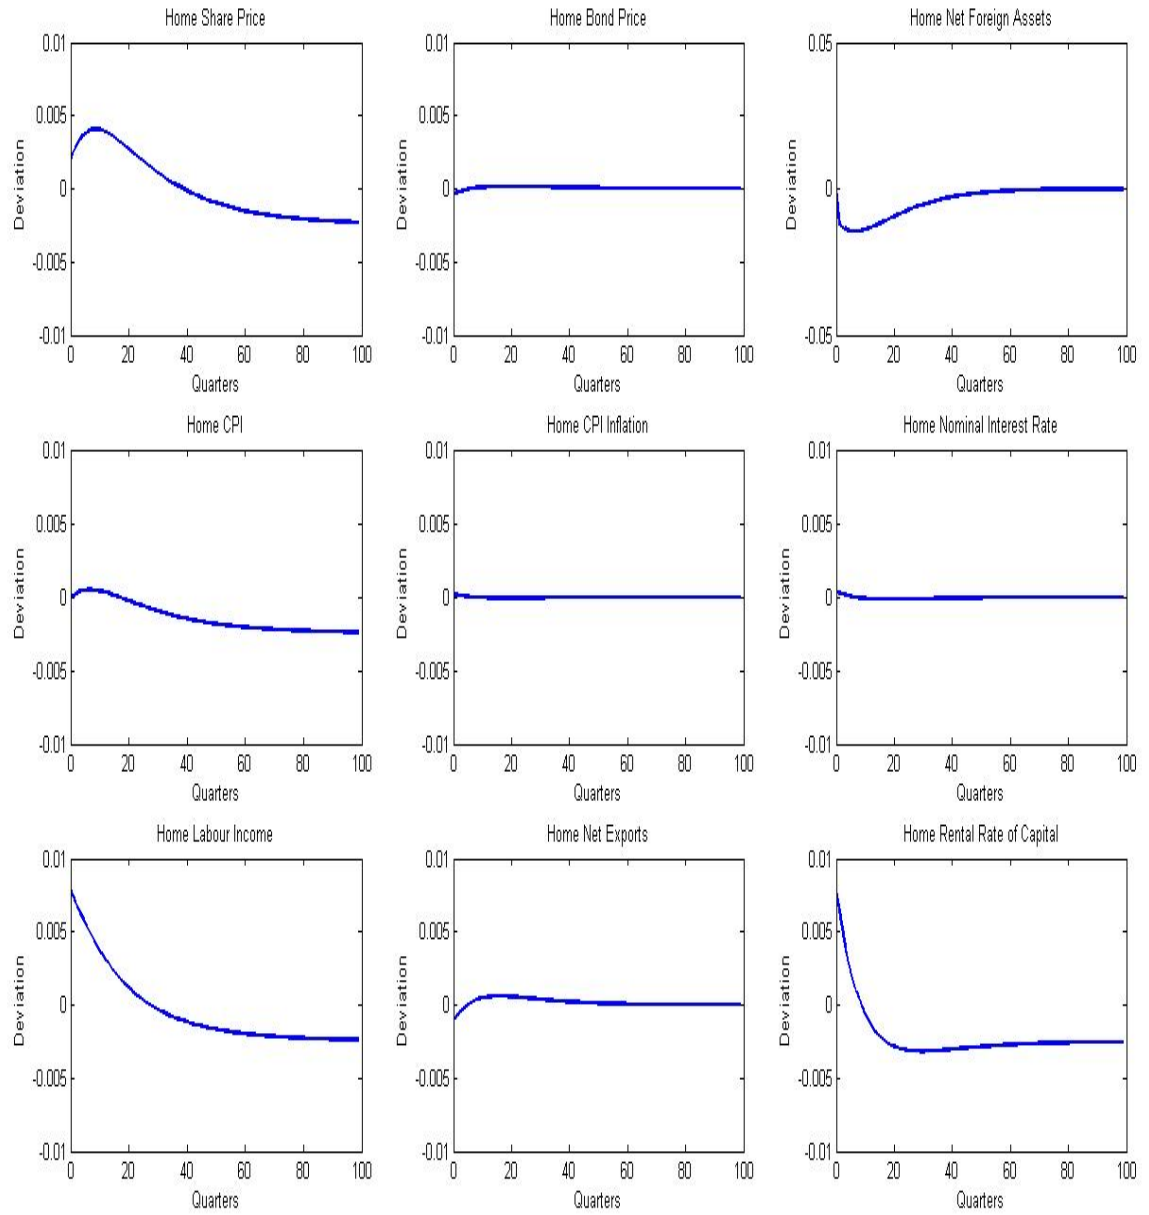 Home Share Price
0.01
0.005
0
-0.005
-0.01
Deviation
0 20 40 60 80 100
Quarters
Home Bond Price
0.01
0.005
0
-0.005
-0.01
Deviation
0 20 40 60 80 100
Quarters
Home Net Foreign Assets
0.05
0
-0.05
Deviation
0 20 40 60 80 100
Quarters
Home CPI
0.01
0.005
0
-0.005
-0.01
Deviation
0 20 40 60 80 100
Quarters
Home CPI Inflation
0.01
0.005
0
-0.005
-0.01
Deviation
0 20 40 60 80 100
Quarters
Home Nominal Interest Rate
0.01
0.005
0
-0.005
-0.01
Deviation
0 20 40 60 80 100
Quarters
Home Labour Income
0.01
0.005
0
-0.005
-0.01
Deviation
0 20 40 60 80 100
Quarters
Home Net Exports
0.01
0.005
0
-0.005
-0.01
Deviation
0 20 40 60 80 100
Quarters
Home Rental Rate of Capital
0.01
0.005
0
-0.005
-0.01
Deviation
0 20 40 60 80 100
Quarters